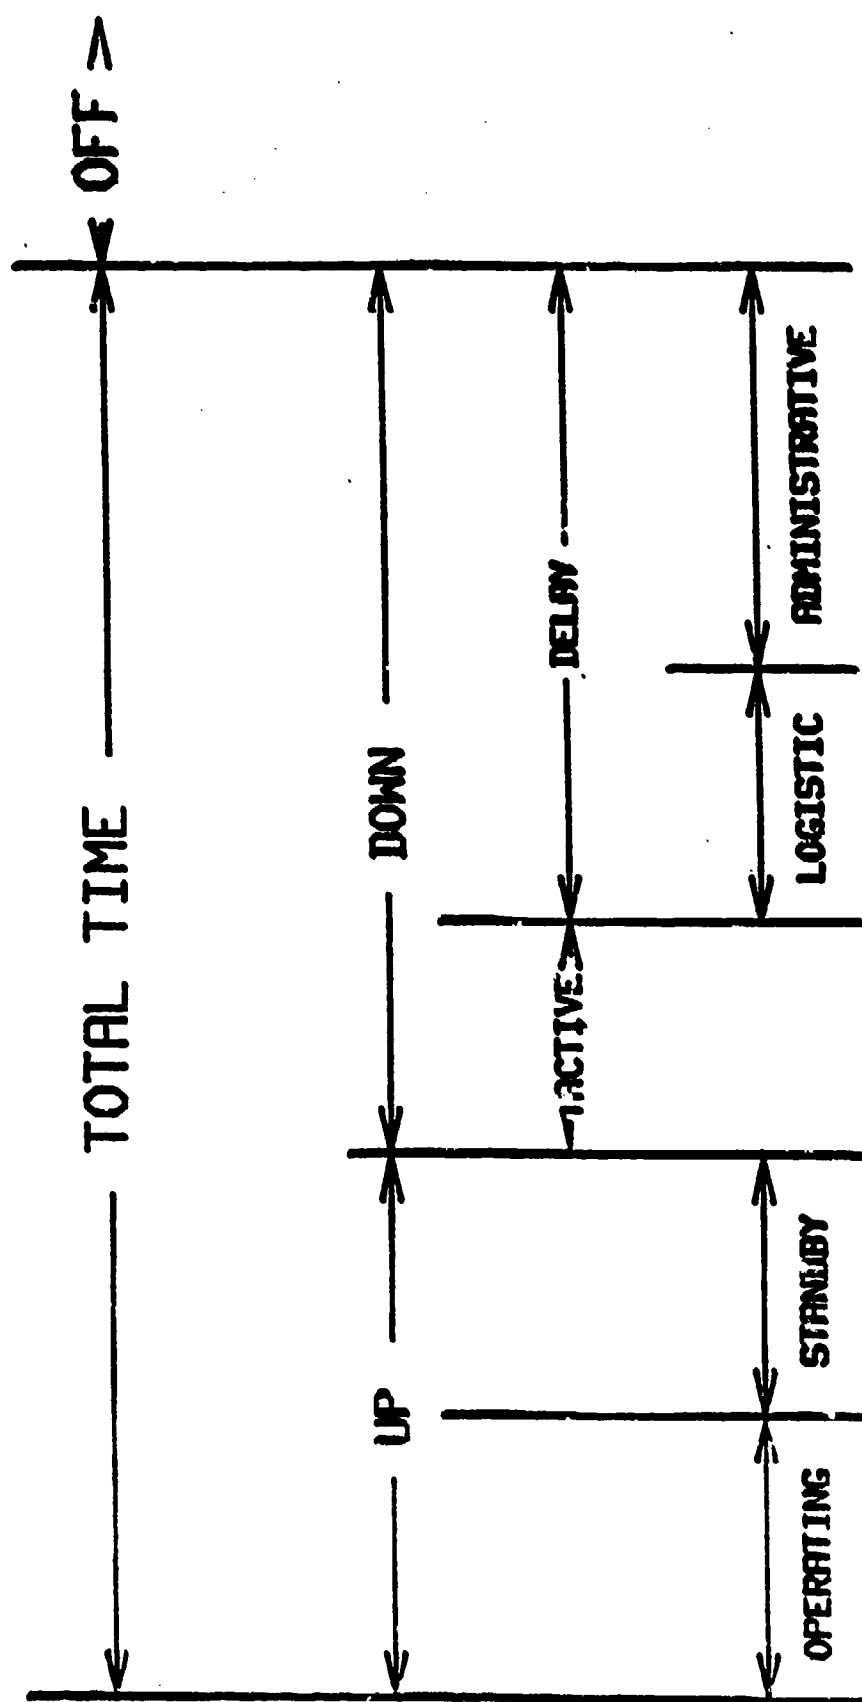 TOTAL TIME
< OFF >
UP
DOWN
ACTIVE
DELAY
OPERATING
STANDBY
LOGISTIC
ADMINISTRATIVE